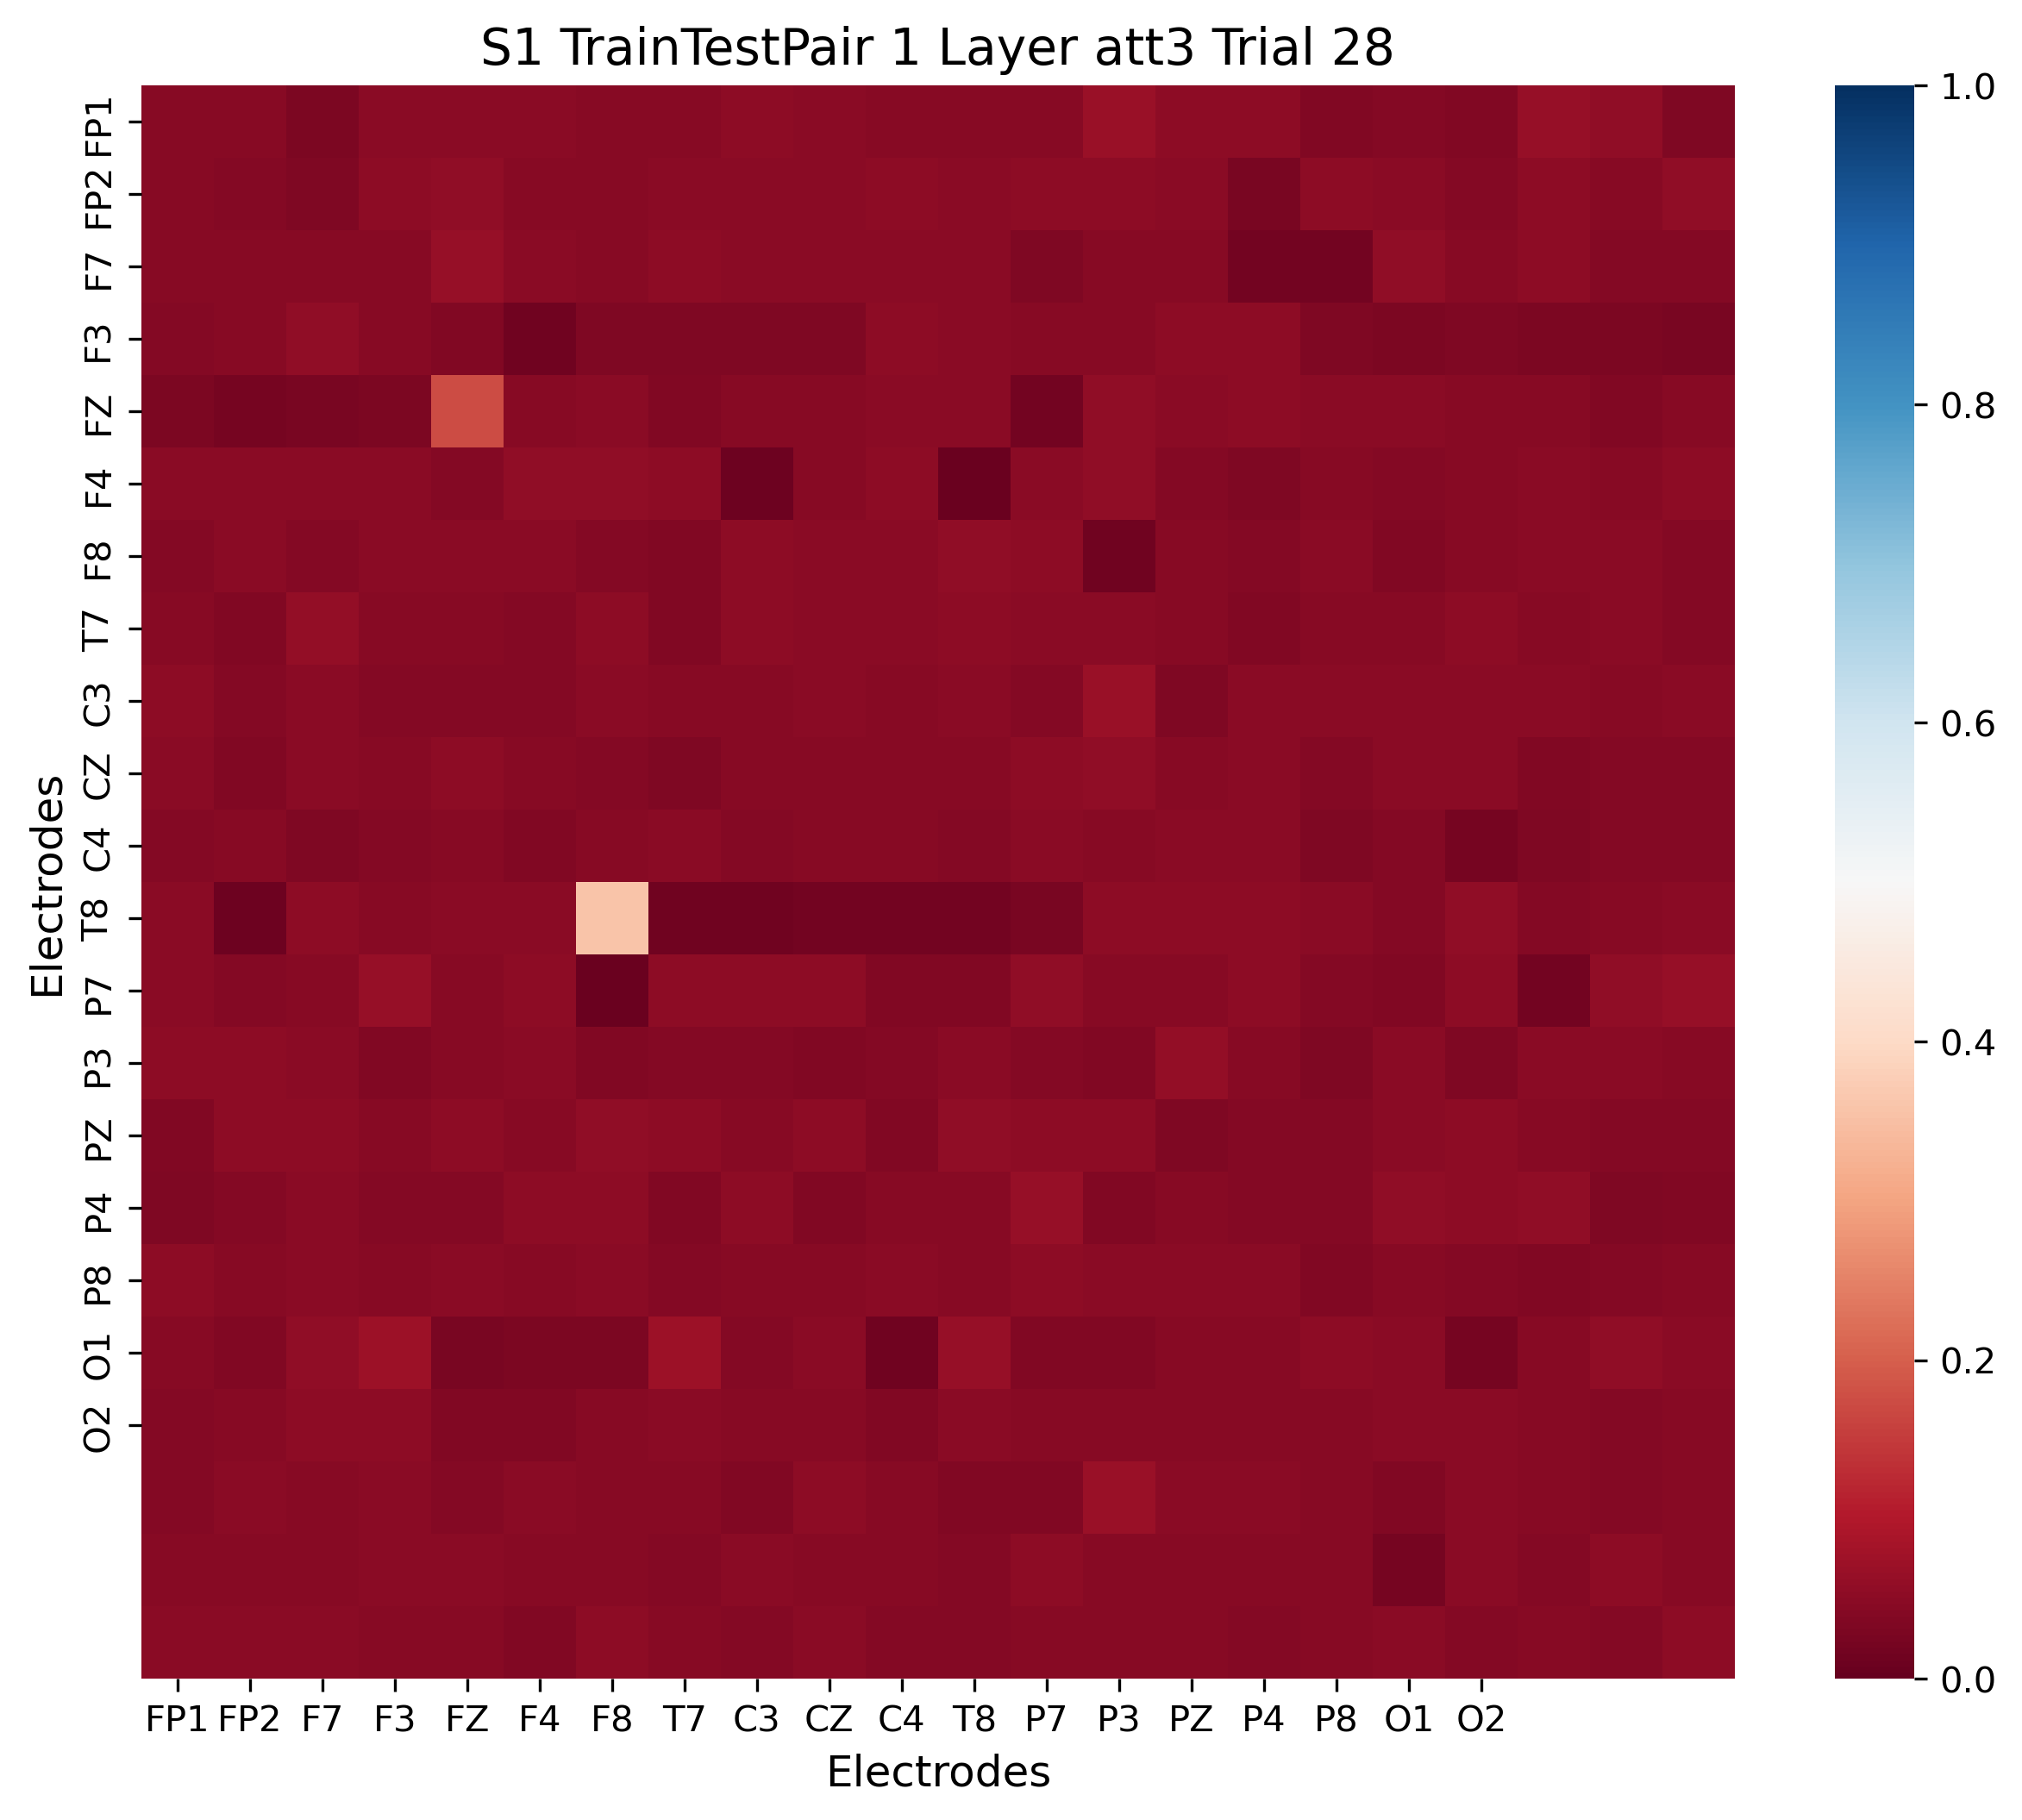 S1 TrainTestPair 1 Layer att3 Trial 28
Electrodes
FP1
FP2
F7
F3
FZ
F4
F8
T7
C3
CZ
C4
T8
P7
P3
PZ
P4
P8
O1
O2
FP1 FP2 F7 F3 FZ F4 F8 T7 C3 CZ C4 T8 P7 P3 PZ P4 P8 O1 O2
Electrodes
1.0
0.8
0.6
0.4
0.2
0.0